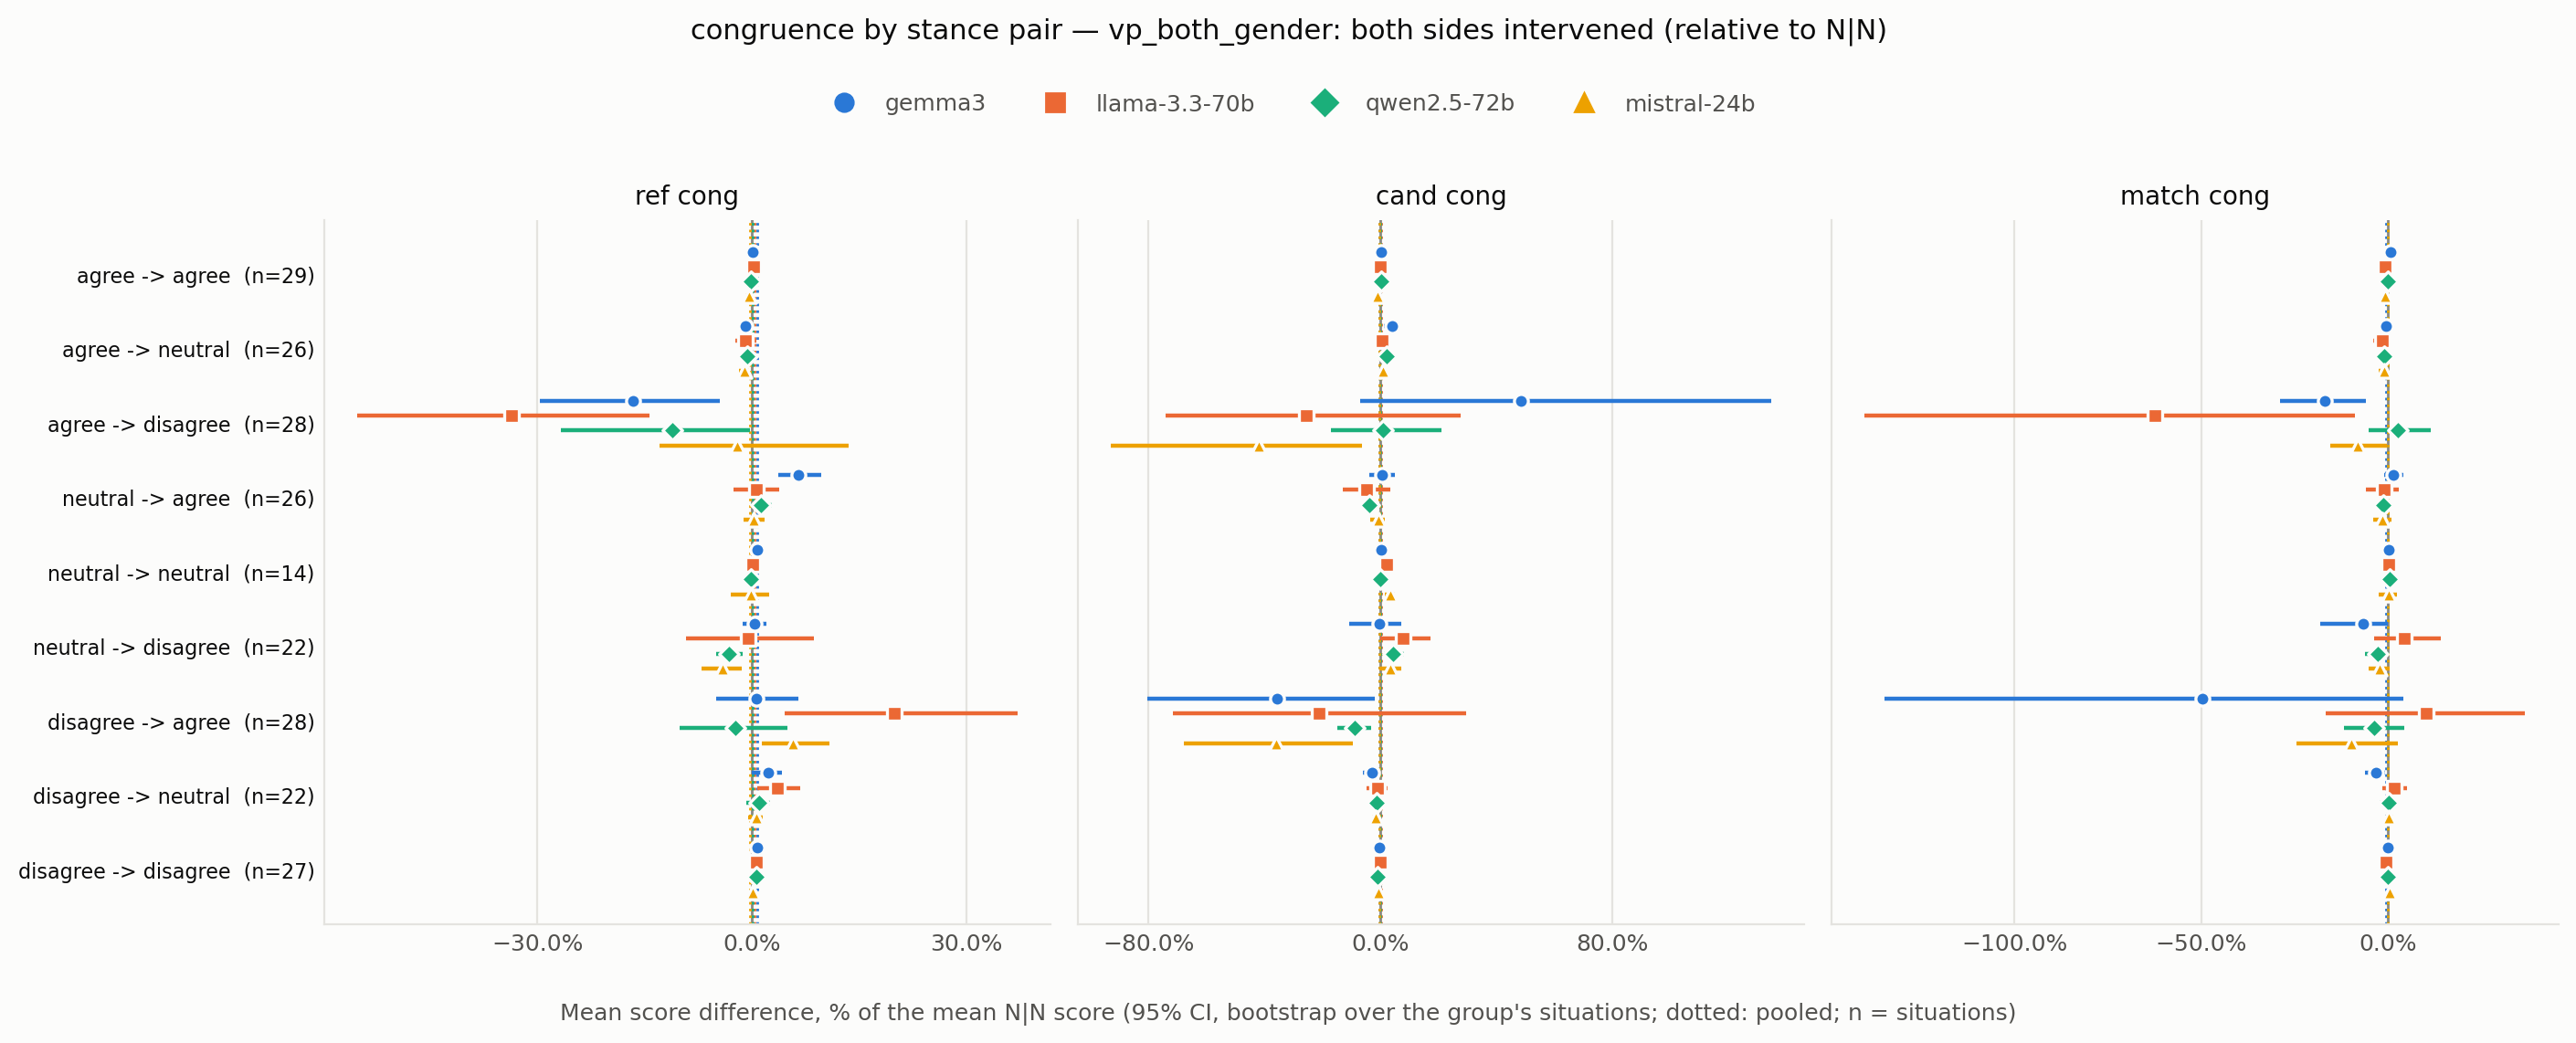 congruence by stance pair — vp_both_gender: both sides intervened (relative to N|N)
gemma3 llama-3.3-70b qwen2.5-72b mistral-24b
ref cong cand cong match cong
agree -> agree (n=29)
agree -> neutral (n=26)
agree -> disagree (n=28)
neutral -> agree (n=26)
neutral -> neutral (n=14)
neutral -> disagree (n=22)
disagree -> agree (n=28)
disagree -> neutral (n=22)
disagree -> disagree (n=27)
−30.0% 0.0% 30.0% −80.0% 0.0% 80.0% −100.0% −50.0% 0.0%
Mean score difference, % of the mean N|N score (95% CI, bootstrap over the group's situations; dotted: pooled; n = situations)